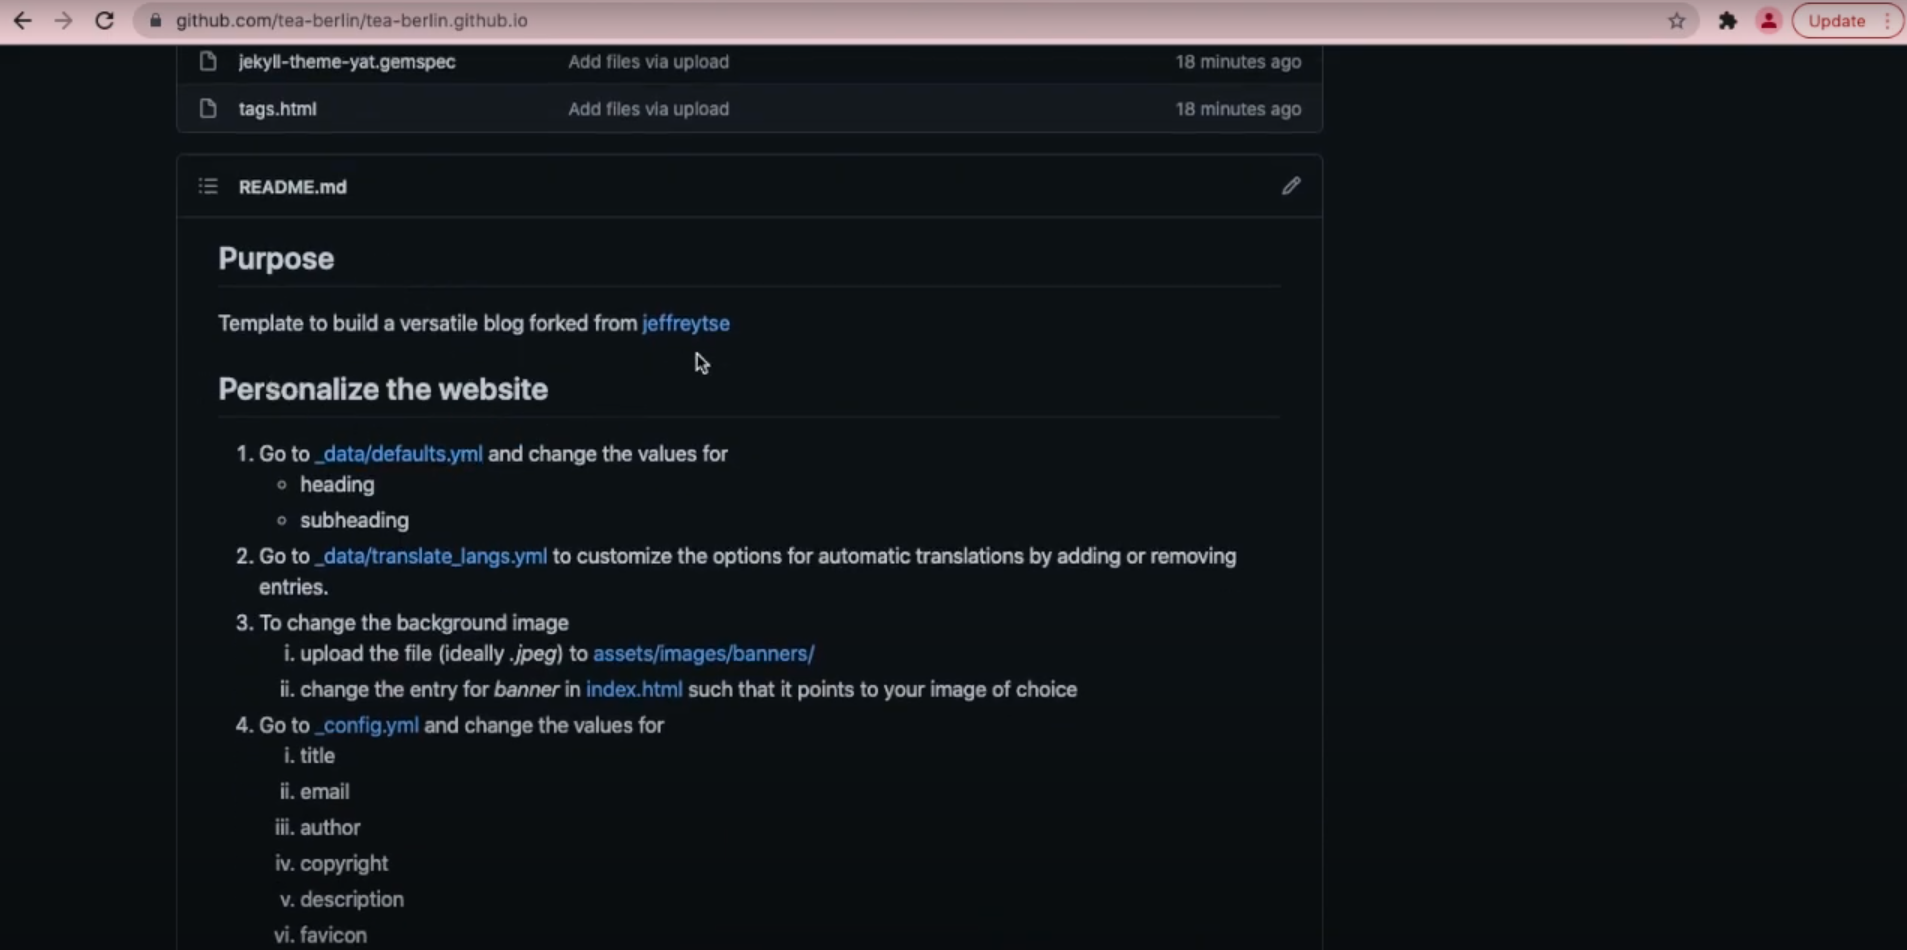 github.com/tea-berlin/tea-berlin.github.io
Update
jekyll-theme-yat.gemspec Add files via upload 18 minutes ago
tags.html Add files via upload 18 minutes ago
README.md
Purpose
Template to build a versatile blog forked from jeffreytse
Personalize the website
1. Go to _data/defaults.yml and change the values for
heading
subheading
2. Go to _data/translate_langs.yml to customize the options for automatic translations by adding or removing
entries.
3. To change the background image
i. upload the file (ideally .jpeg) to assets/images/banners/
ii. change the entry for banner in index.html such that it points to your image of choice
4. Go to _config.yml and change the values for
i. title
ii. email
iii. author
iv. copyright
v. description
vi. favicon